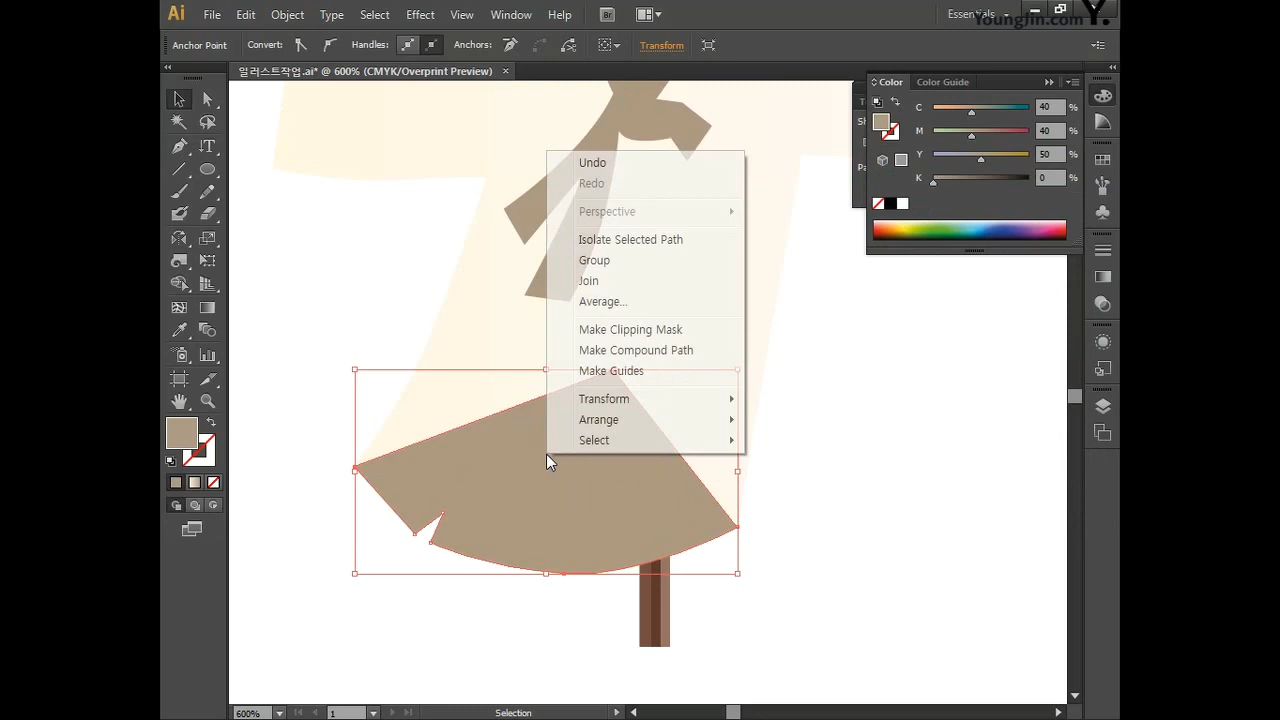 Ai File Edit Object Type Select Effect View Window Help Br Essentials
YoungJin.com Y.
Anchor Point Convert: Handles: Anchors: Transform
일러스트작업.ai* @ 600% (CMYK/Overprint Preview) ×
Color Color Guide
C 40 %
M 40 %
Y 50 %
K 0 %
Undo
Redo
Perspective
Isolate Selected Path
Group
Join
Average...
Make Clipping Mask
Make Compound Path
Make Guides
Transform
Arrange
Select
600% 1 Selection